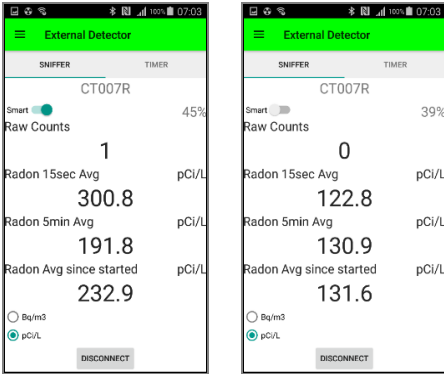 100% 07:03
External Detector
SNIFFER TIMER
CT007R
Smart 45%
Raw Counts
1
Radon 15sec Avg pCi/L
300.8
Radon 5min Avg pCi/L
191.8
Radon Avg since started pCi/L
232.9
Bq/m3
pCi/L
DISCONNECT
100% 07:03
External Detector
SNIFFER TIMER
CT007R
Smart 39%
Raw Counts
0
Radon 15sec Avg pCi/L
122.8
Radon 5min Avg pCi/L
130.9
Radon Avg since started pCi/L
131.6
Bq/m3
pCi/L
DISCONNECT